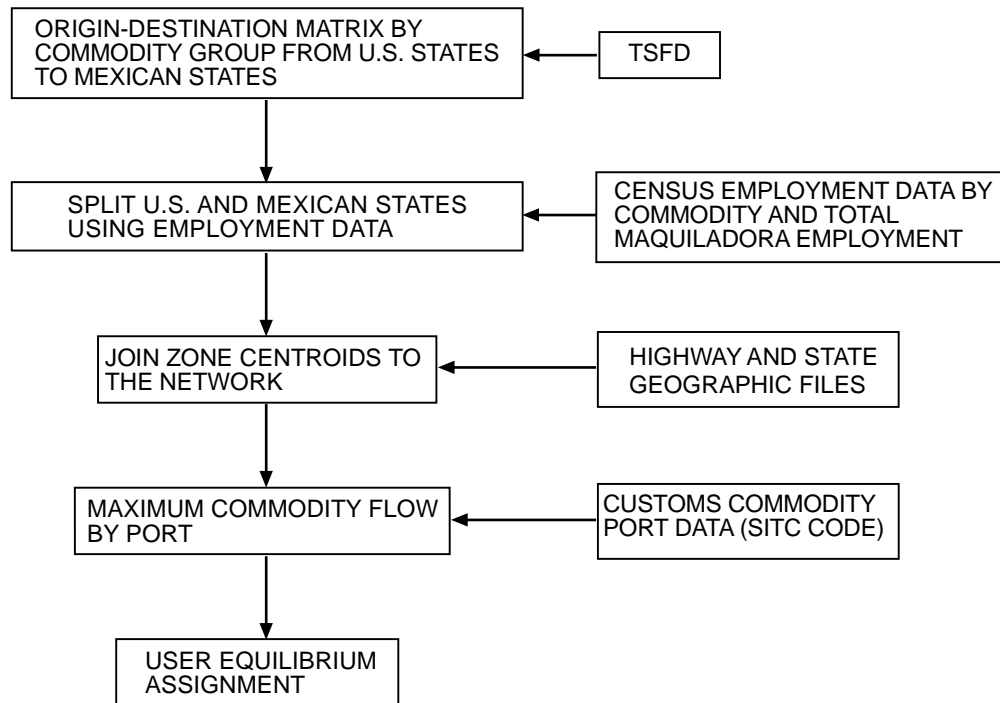 ORIGIN-DESTINATION MATRIX BY
COMMODITY GROUP FROM U.S. STATES
TO MEXICAN STATES
TSFD
SPLIT U.S. AND MEXICAN STATES
USING EMPLOYMENT DATA
CENSUS EMPLOYMENT DATA BY
COMMODITY AND TOTAL
MAQUILADORA EMPLOYMENT
JOIN ZONE CENTROIDS TO
THE NETWORK
HIGHWAY AND STATE
GEOGRAPHIC FILES
MAXIMUM COMMODITY FLOW
BY PORT
CUSTOMS COMMODITY
PORT DATA (SITC CODE)
USER EQUILIBRIUM
ASSIGNMENT